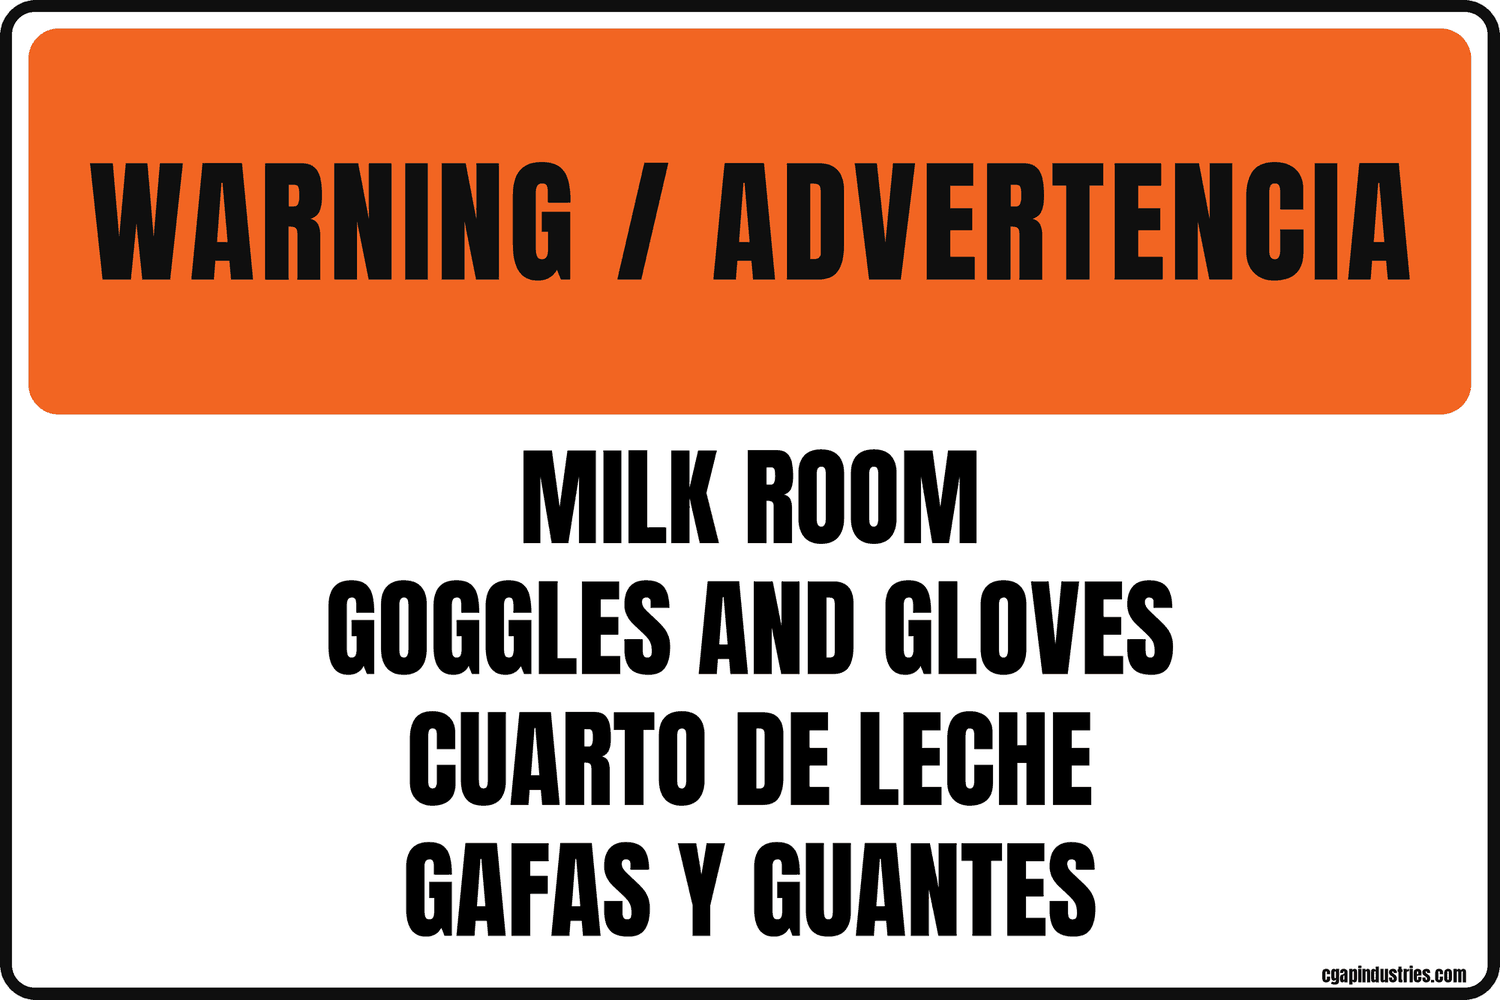 WARNING / ADVERTENCIA
MILK ROOM
GOGGLES AND GLOVES
CUARTO DE LECHE
GAFAS Y GUANTES
cgapindustries.com